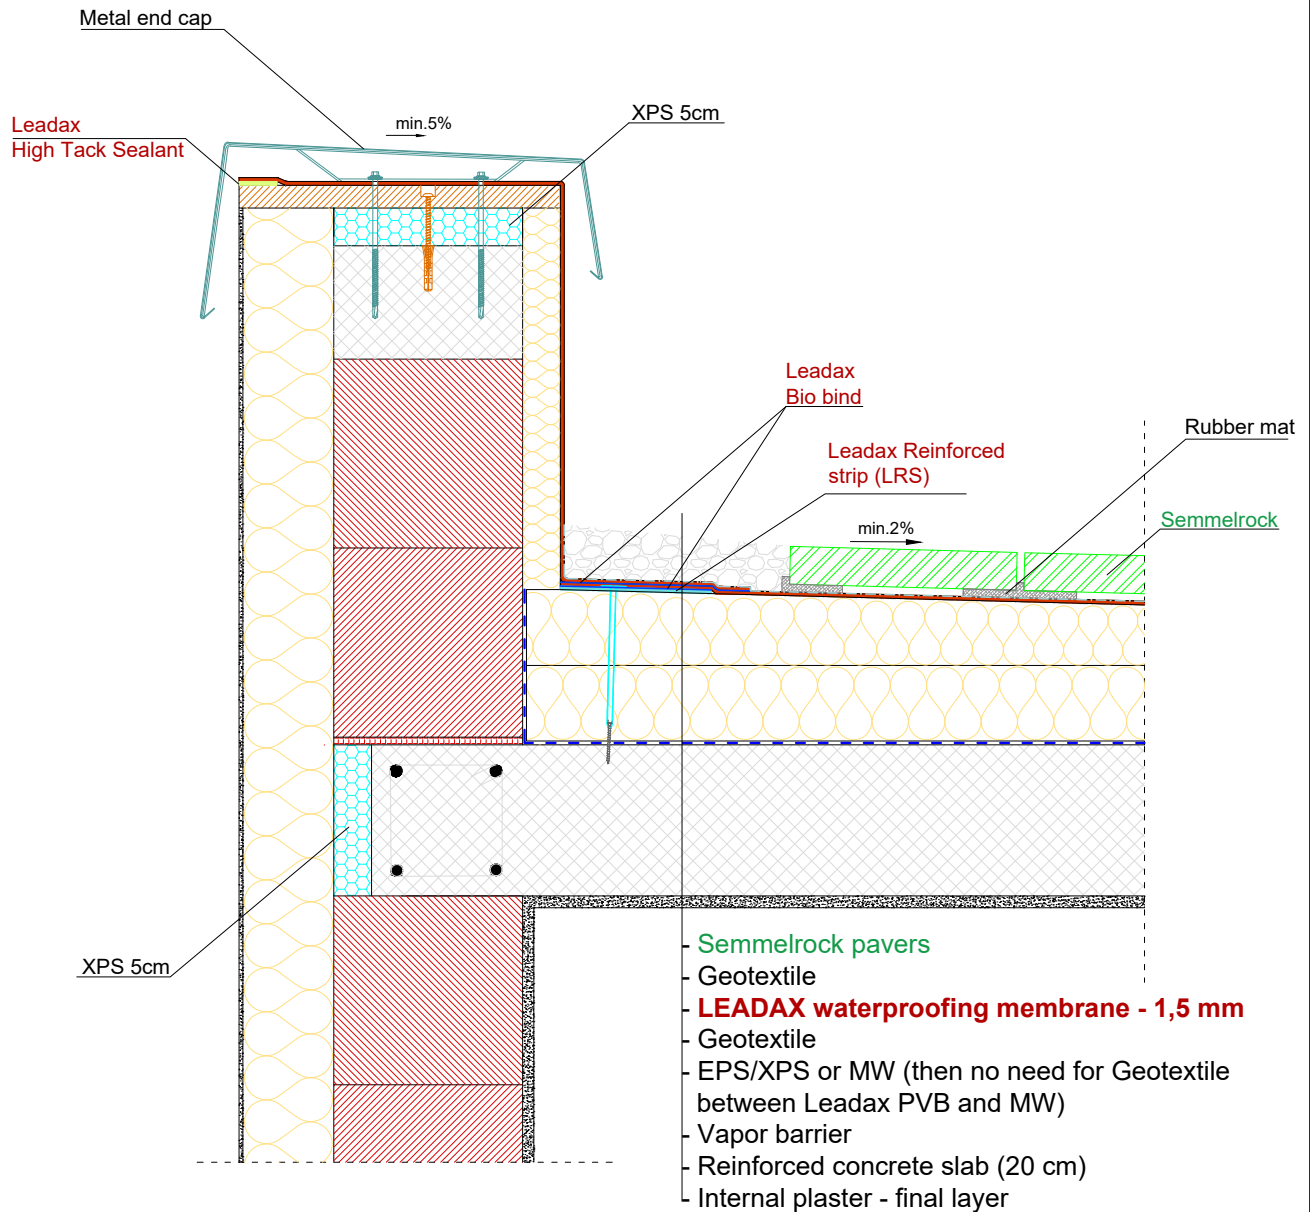 Metal end cap
XPS 5cm
min.5%
Leadax
High Tack Sealant
Leadax
Bio bind
Rubber mat
Leadax Reinforced
strip (LRS)
Semmelrock
min.2%
XPS 5cm
- Semmelrock pavers
- Geotextile
- LEADAX waterproofing membrane - 1,5 mm
- Geotextile
- EPS/XPS or MW (then no need for Geotextile
between Leadax PVB and MW)
- Vapor barrier
- Reinforced concrete slab (20 cm)
- Internal plaster - final layer